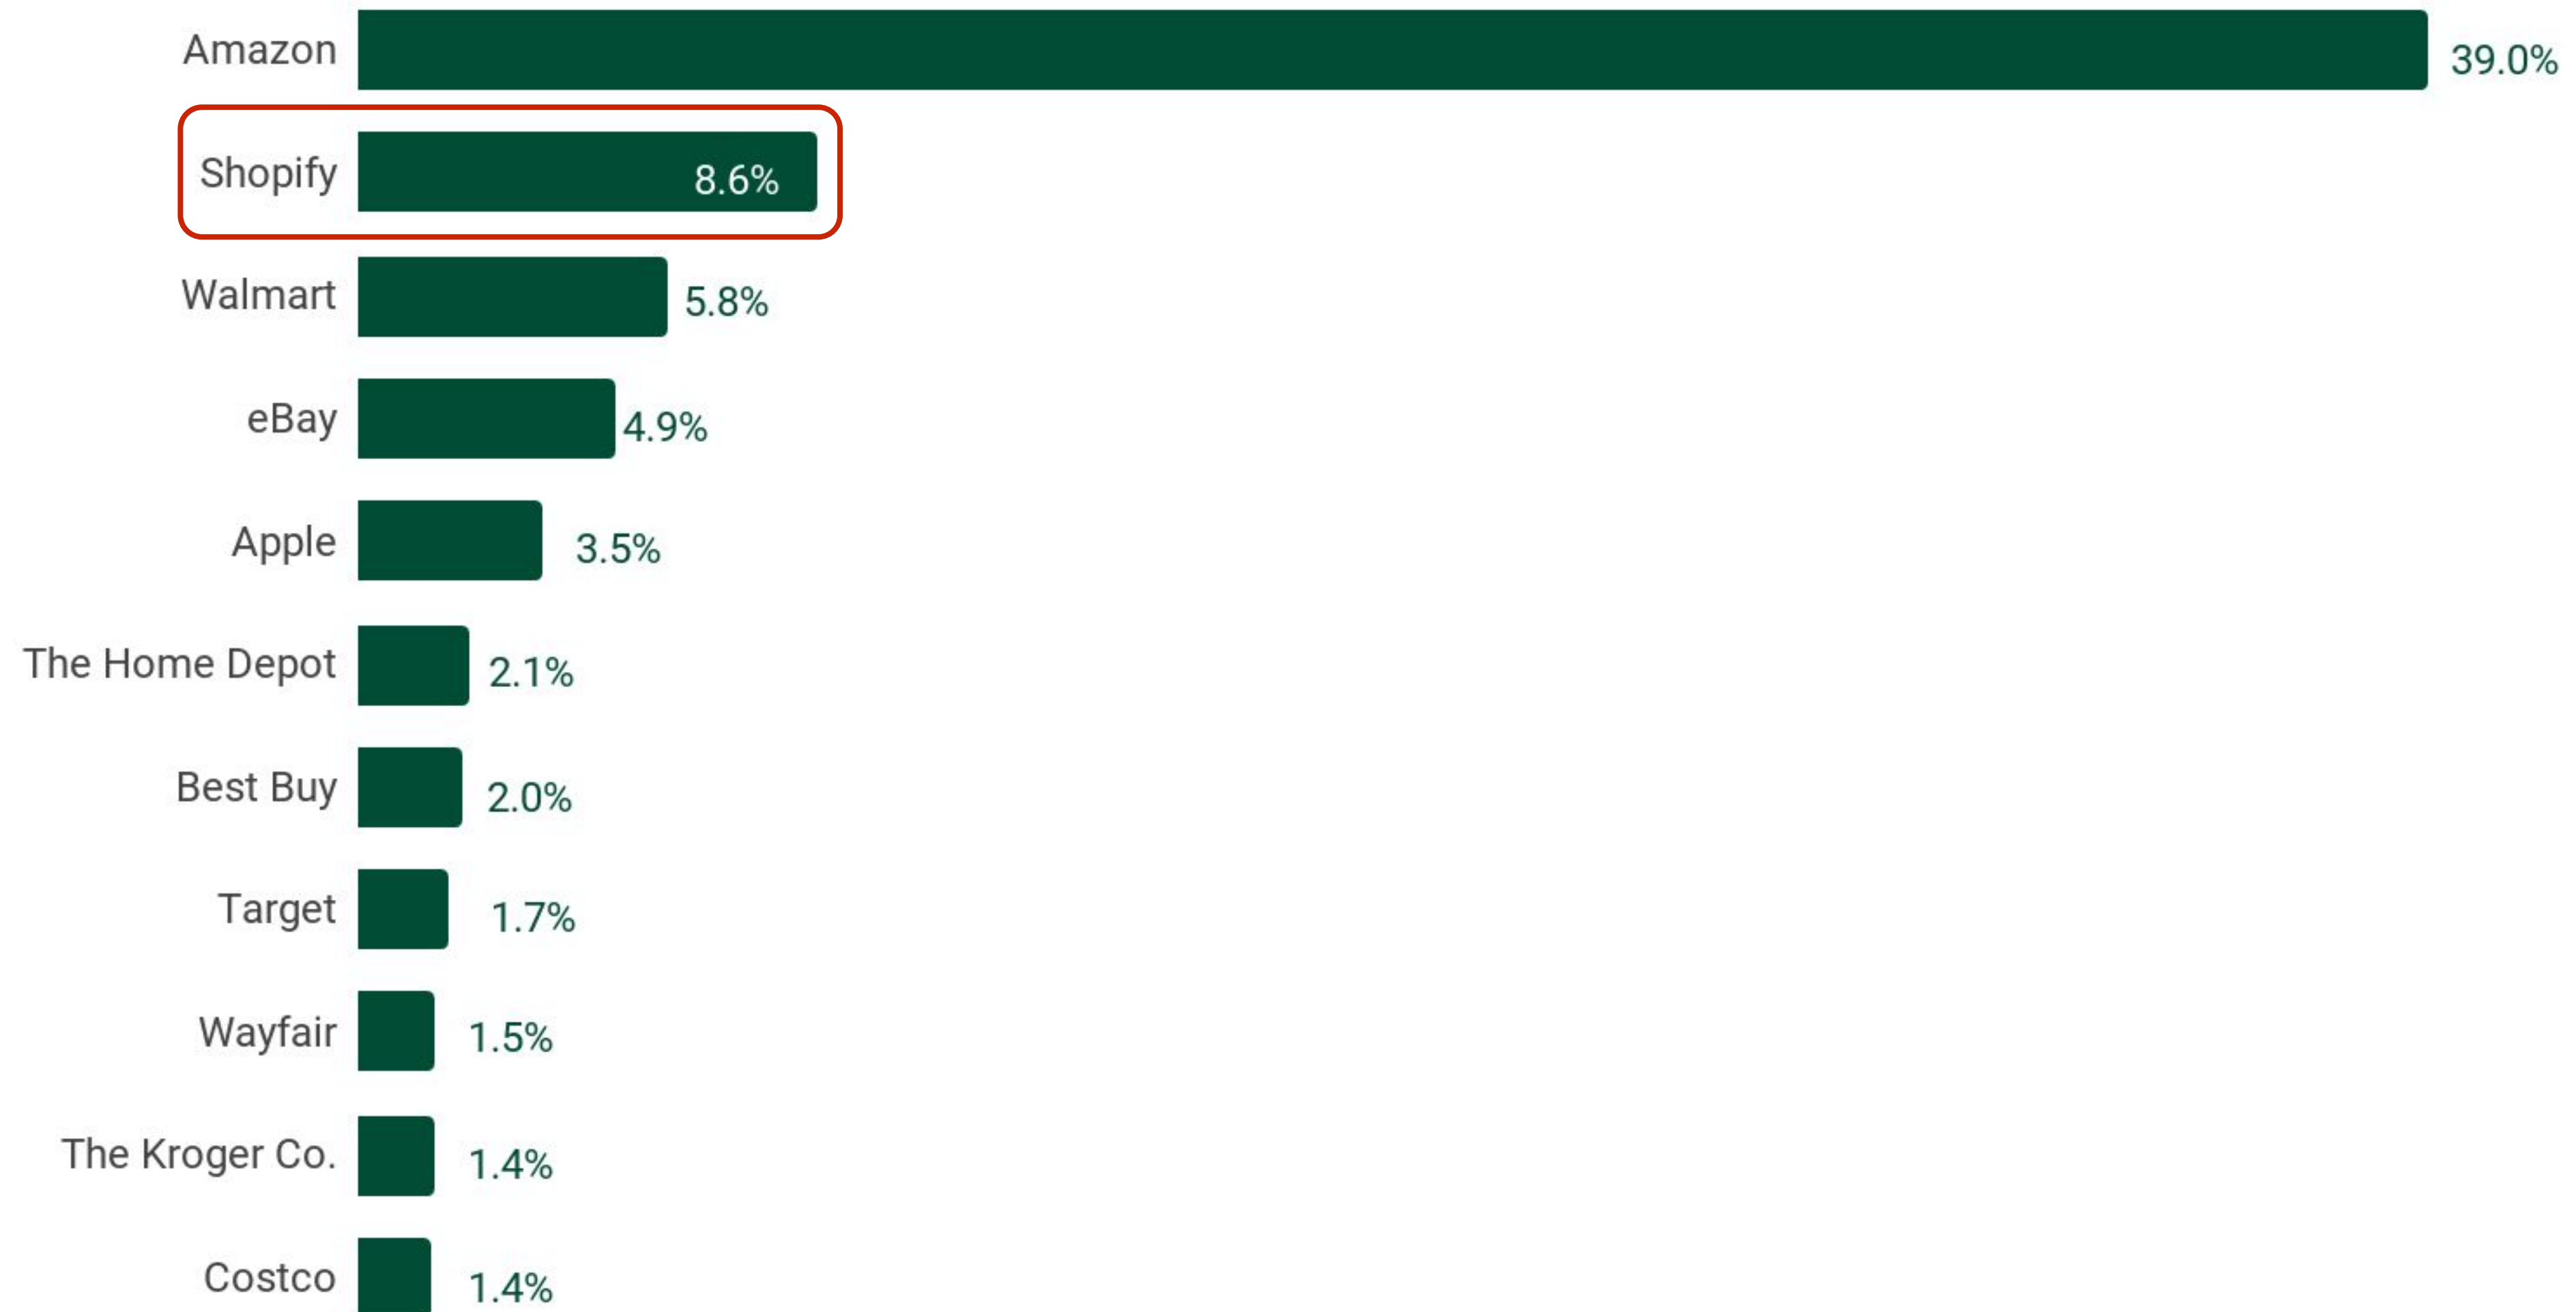 Amazon 39.0%
Shopify 8.6%
Walmart 5.8%
eBay 4.9%
Apple 3.5%
The Home Depot 2.1%
Best Buy 2.0%
Target 1.7%
Wayfair 1.5%
The Kroger Co. 1.4%
Costco 1.4%